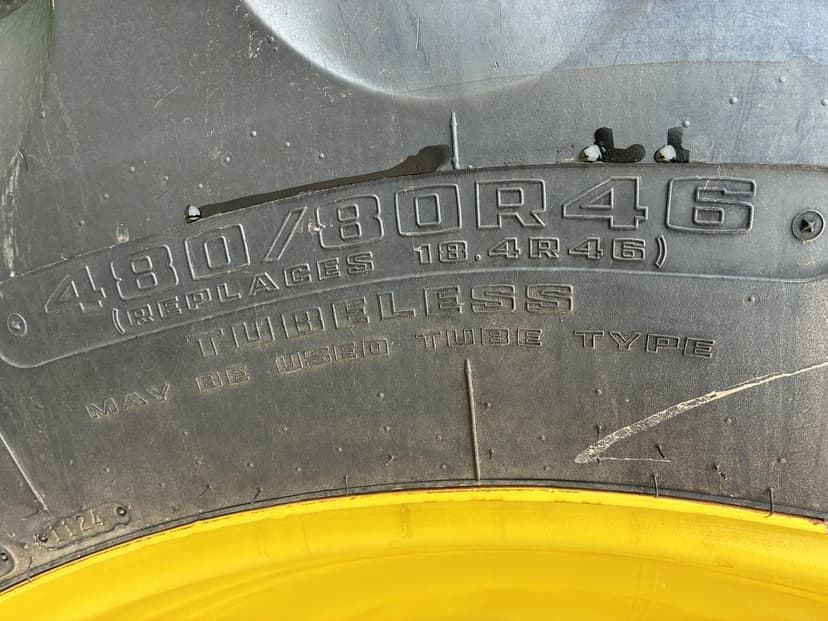 480/80R46
(REPLACES 18.4R46)
TUBELESS
MAY BE USED TUBE TYPE
1124